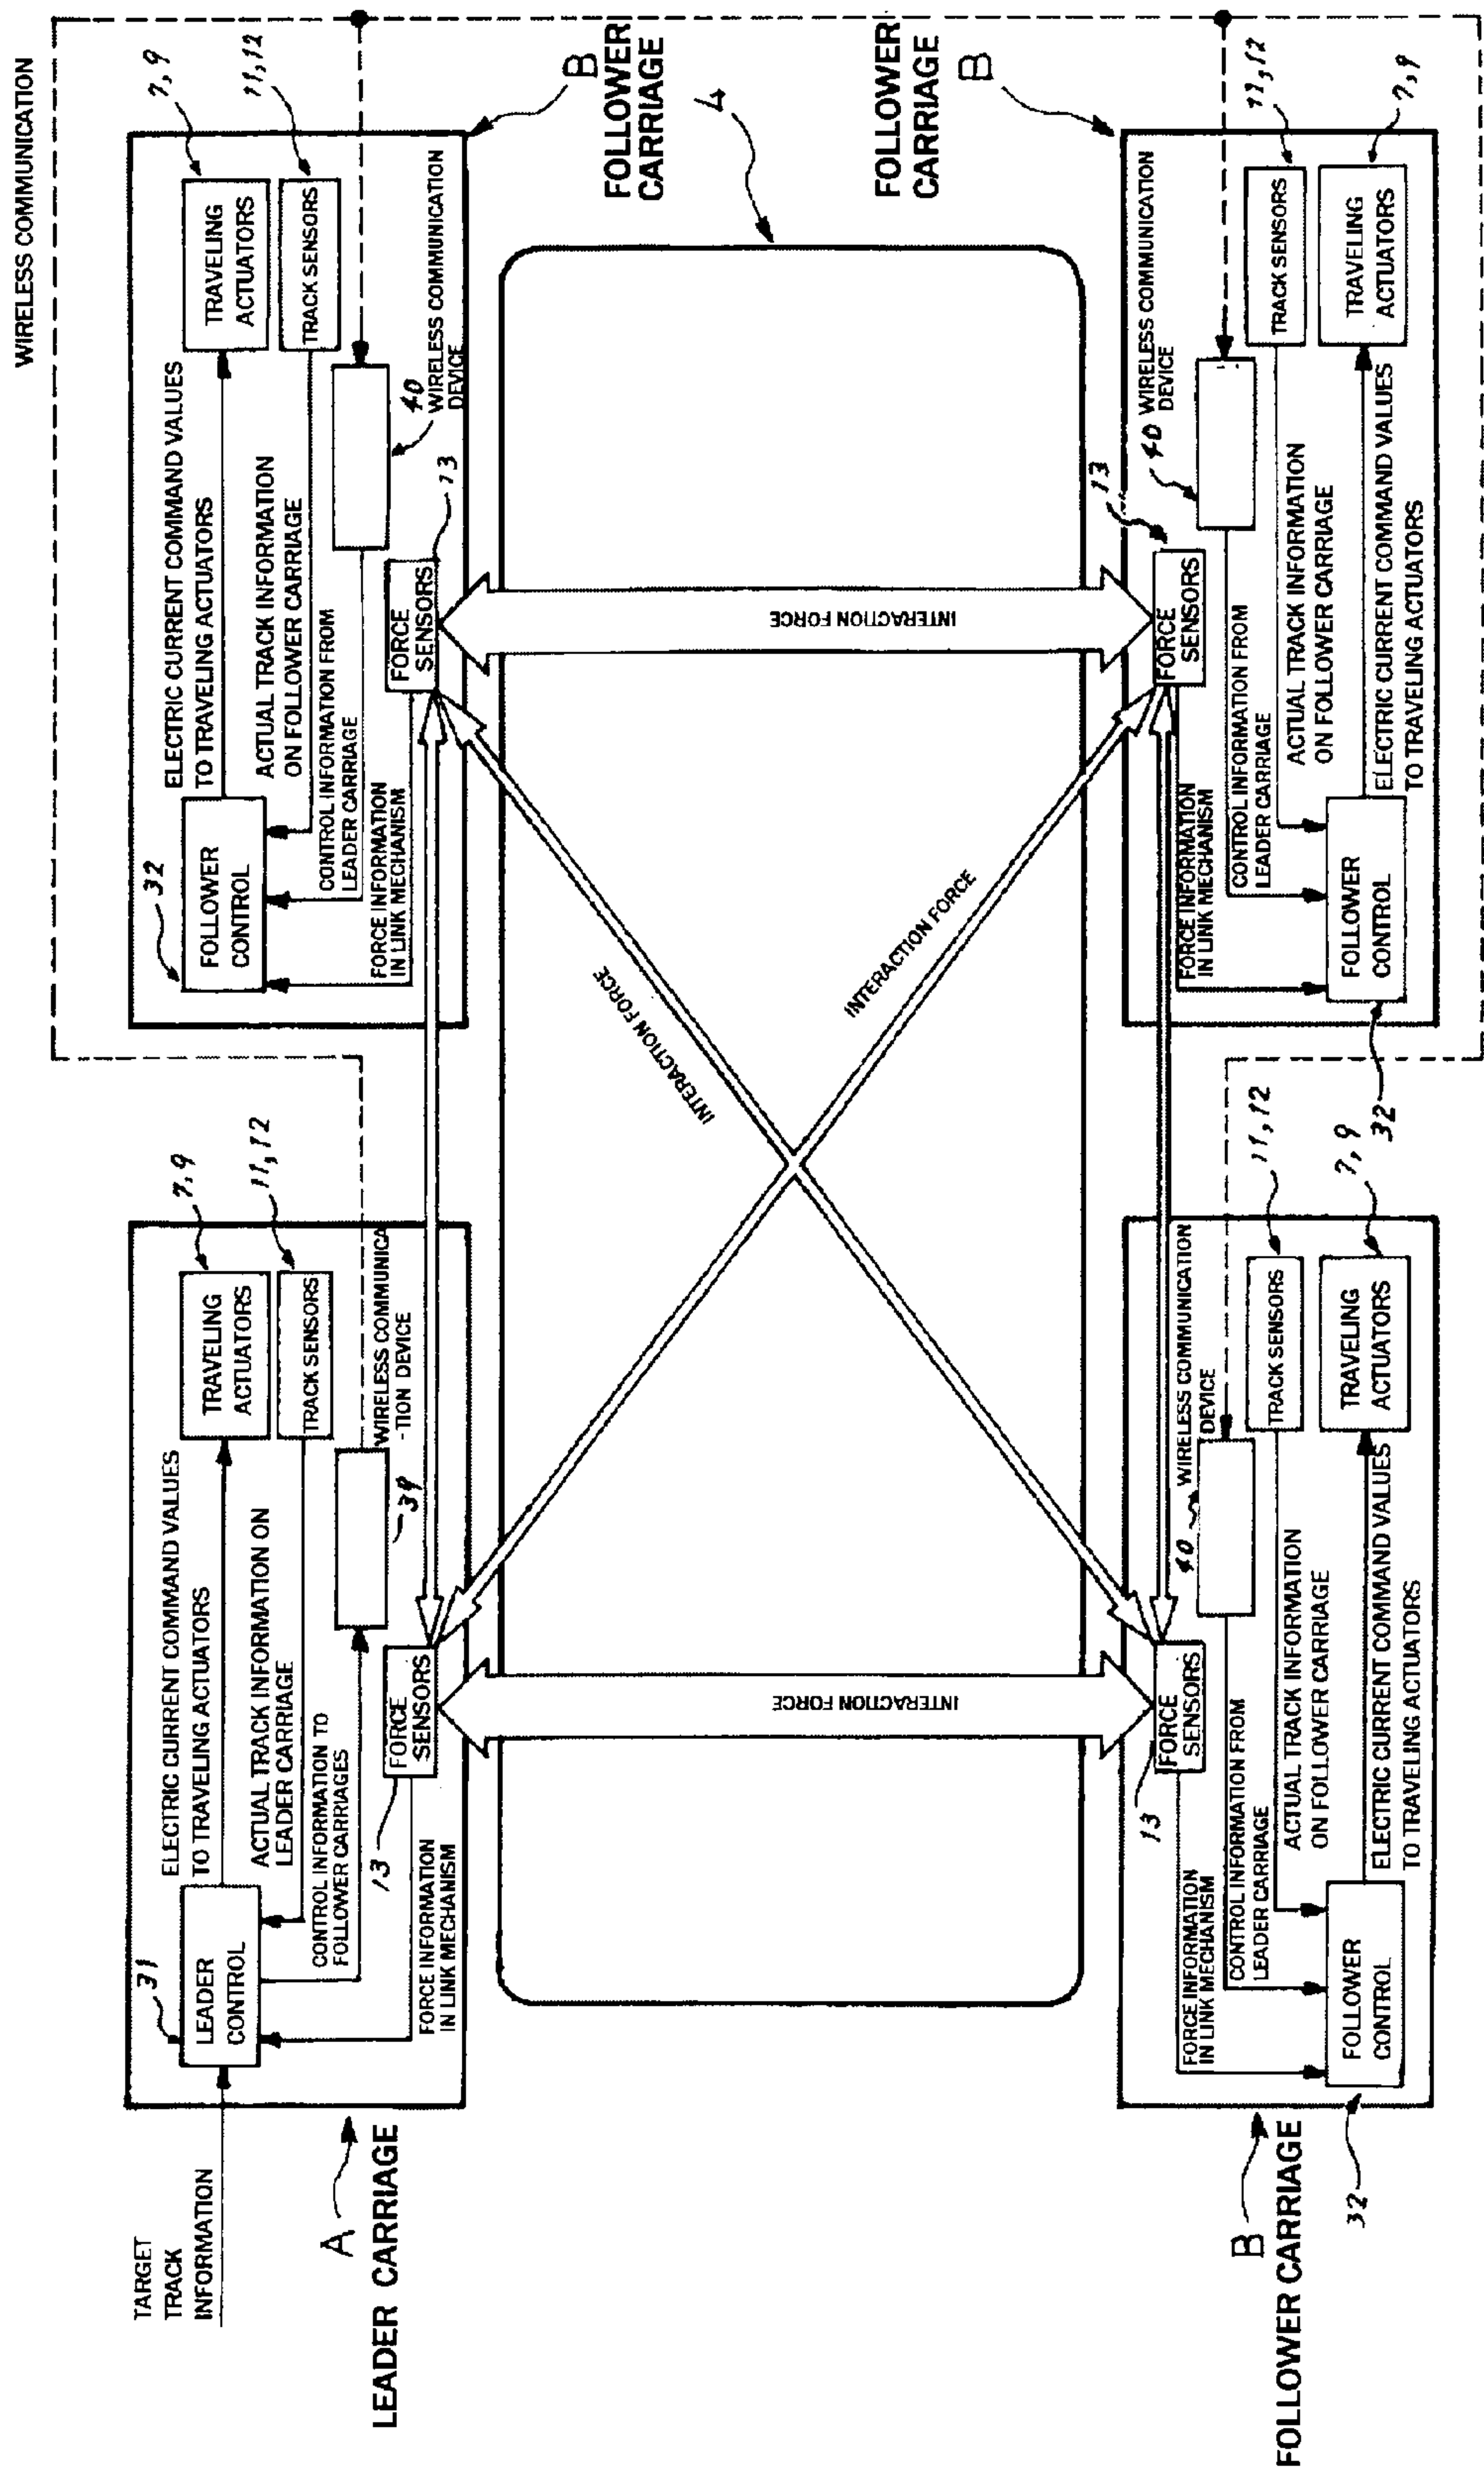 WIRELESS COMMUNICATION
TARGET
TRACK
INFORMATION
A
LEADER CARRIAGE
31
LEADER
CONTROL
ELECTRIC CURRENT COMMAND VALUES
TO TRAVELING ACTUATORS
TRAVELING
ACTUATORS
7, 9
ACTUAL TRACK INFORMATION ON
LEADER CARRIAGE
TRACK SENSORS
11, 12
CONTROL INFORMATION TO
FOLLOWER CARRIAGES
WIRELESS COMMUNICA
-TION DEVICE
39
FORCE INFORMATION
IN LINK MECHANISM
13
FORCE
SENSORS
32
FOLLOWER
CONTROL
ELECTRIC CURRENT COMMAND VALUES
TO TRAVELING ACTUATORS
TRAVELING
ACTUATORS
7, 9
ACTUAL TRACK INFORMATION
ON FOLLOWER CARRIAGE
TRACK SENSORS
11, 12
CONTROL INFORMATION FROM
LEADER CARRIAGE
40
WIRELESS COMMUNICATION
DEVICE
FORCE INFORMATION
IN LINK MECHANISM
FORCE
SENSORS
13
B
FOLLOWER
CARRIAGE
INTERACTION FORCE
INTERACTION FORCE
INTERACTION FORCE
INTERACTION FORCE
4
FOLLOWER
CARRIAGE
B
13
FORCE
SENSORS
40
WIRELESS COMMUNICATION
DEVICE
FORCE INFORMATION
IN LINK MECHANISM
CONTROL INFORMATION FROM
LEADER CARRIAGE
TRACK SENSORS
11, 12
ACTUAL TRACK INFORMATION
ON FOLLOWER CARRIAGE
FOLLOWER
CONTROL
32
ELECTRIC CURRENT COMMAND VALUES
TO TRAVELING ACTUATORS
TRAVELING
ACTUATORS
7, 9
B
FOLLOWER CARRIAGE
13
FORCE
SENSORS
40
WIRELESS COMMUNICATION
DEVICE
FORCE INFORMATION
IN LINK MECHANISM
CONTROL INFORMATION FROM
LEADER CARRIAGE
TRACK SENSORS
11, 12
ACTUAL TRACK INFORMATION
ON FOLLOWER CARRIAGE
FOLLOWER
CONTROL
32
ELECTRIC CURRENT COMMAND VALUES
TO TRAVELING ACTUATORS
TRAVELING
ACTUATORS
7, 9